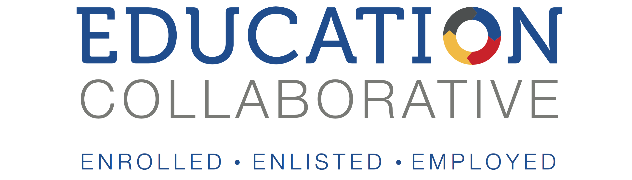 EDUCATION
COLLABORATIVE
ENROLLED • ENLISTED • EMPLOYED